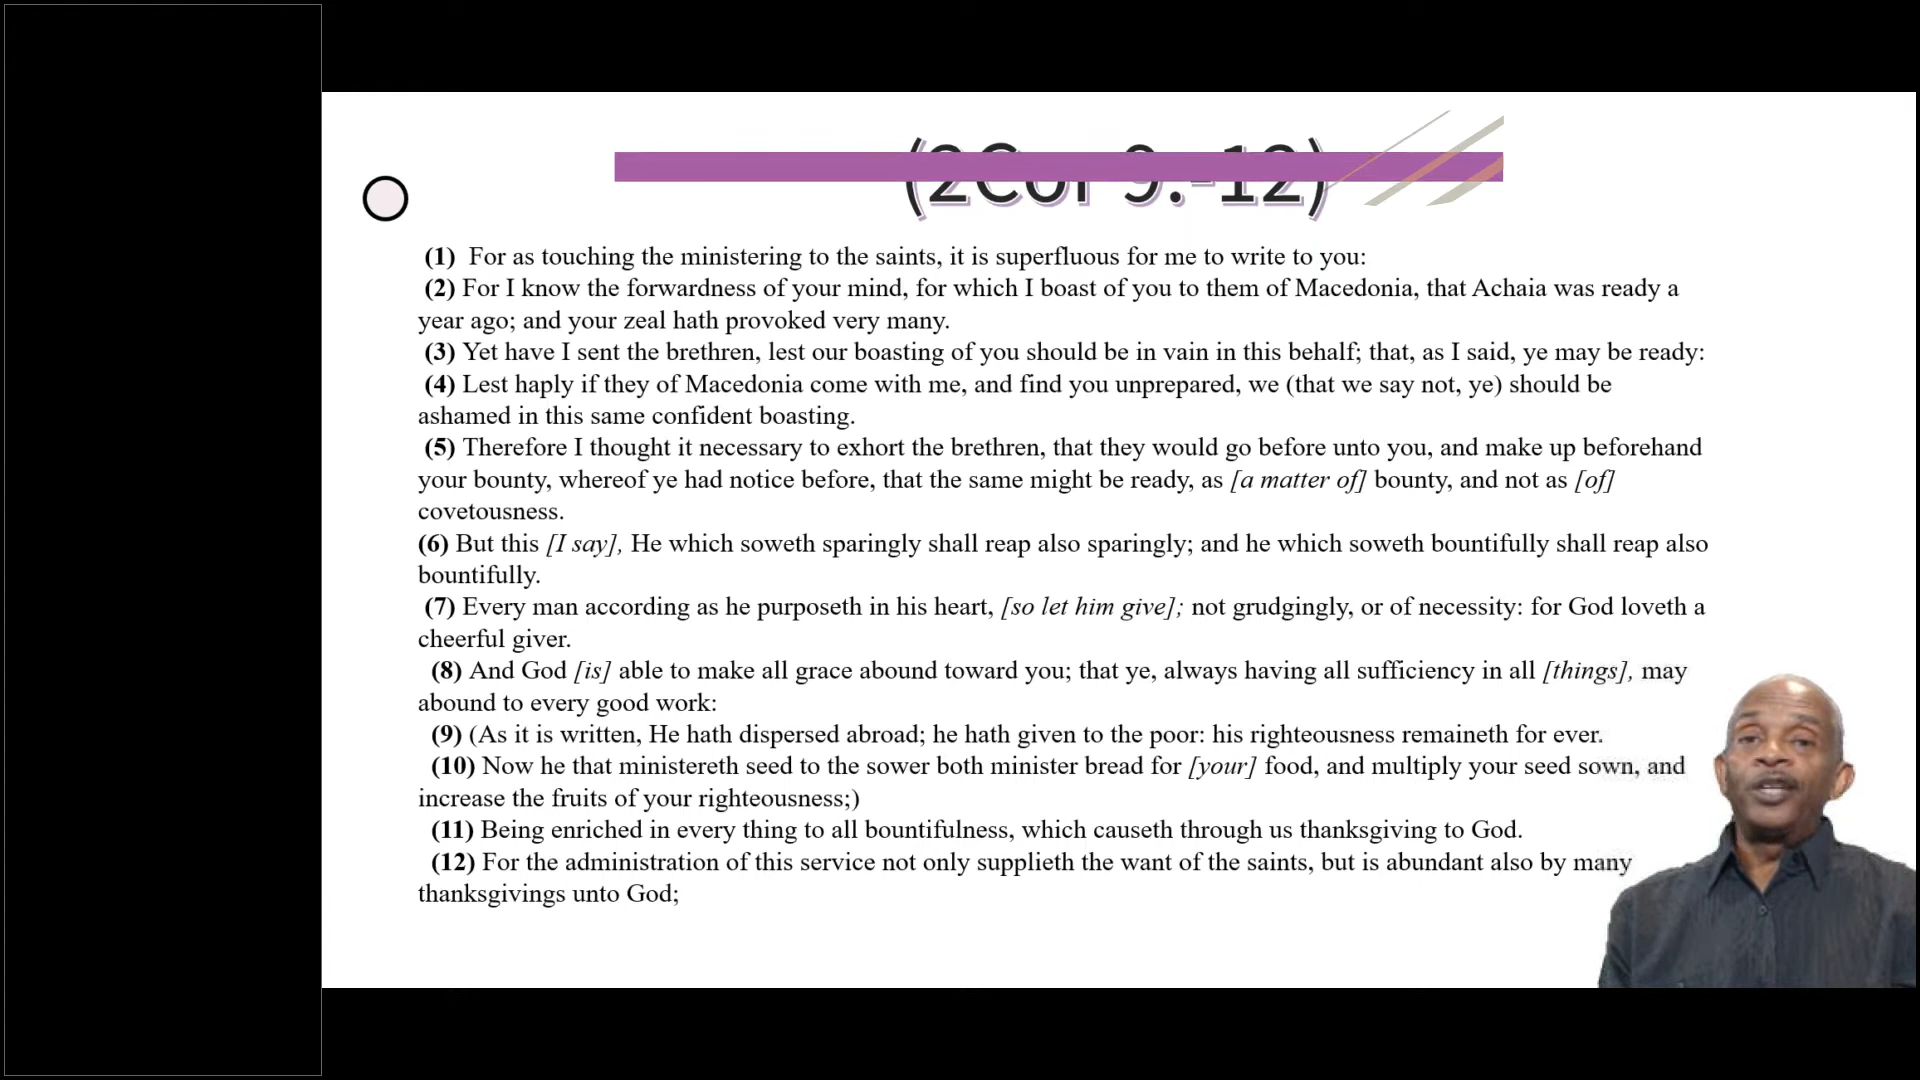 (2Cor 9:-12)
(1) For as touching the ministering to the saints, it is superfluous for me to write to you:
(2) For I know the forwardness of your mind, for which I boast of you to them of Macedonia, that Achaia was ready a
year ago; and your zeal hath provoked very many.
(3) Yet have I sent the brethren, lest our boasting of you should be in vain in this behalf; that, as I said, ye may be ready:
(4) Lest haply if they of Macedonia come with me, and find you unprepared, we (that we say not, ye) should be
ashamed in this same confident boasting.
(5) Therefore I thought it necessary to exhort the brethren, that they would go before unto you, and make up beforehand
your bounty, whereof ye had notice before, that the same might be ready, as [a matter of] bounty, and not as [of]
covetousness.
(6) But this [I say], He which soweth sparingly shall reap also sparingly; and he which soweth bountifully shall reap also
bountifully.
(7) Every man according as he purposeth in his heart, [so let him give]; not grudgingly, or of necessity: for God loveth a
cheerful giver.
(8) And God [is] able to make all grace abound toward you; that ye, always having all sufficiency in all [things], may
abound to every good work:
(9) (As it is written, He hath dispersed abroad; he hath given to the poor: his righteousness remaineth for ever.
(10) Now he that ministereth seed to the sower both minister bread for [your] food, and multiply your seed sown, and
increase the fruits of your righteousness;)
(11) Being enriched in every thing to all bountifulness, which causeth through us thanksgiving to God.
(12) For the administration of this service not only supplieth the want of the saints, but is abundant also by many
thanksgivings unto God;